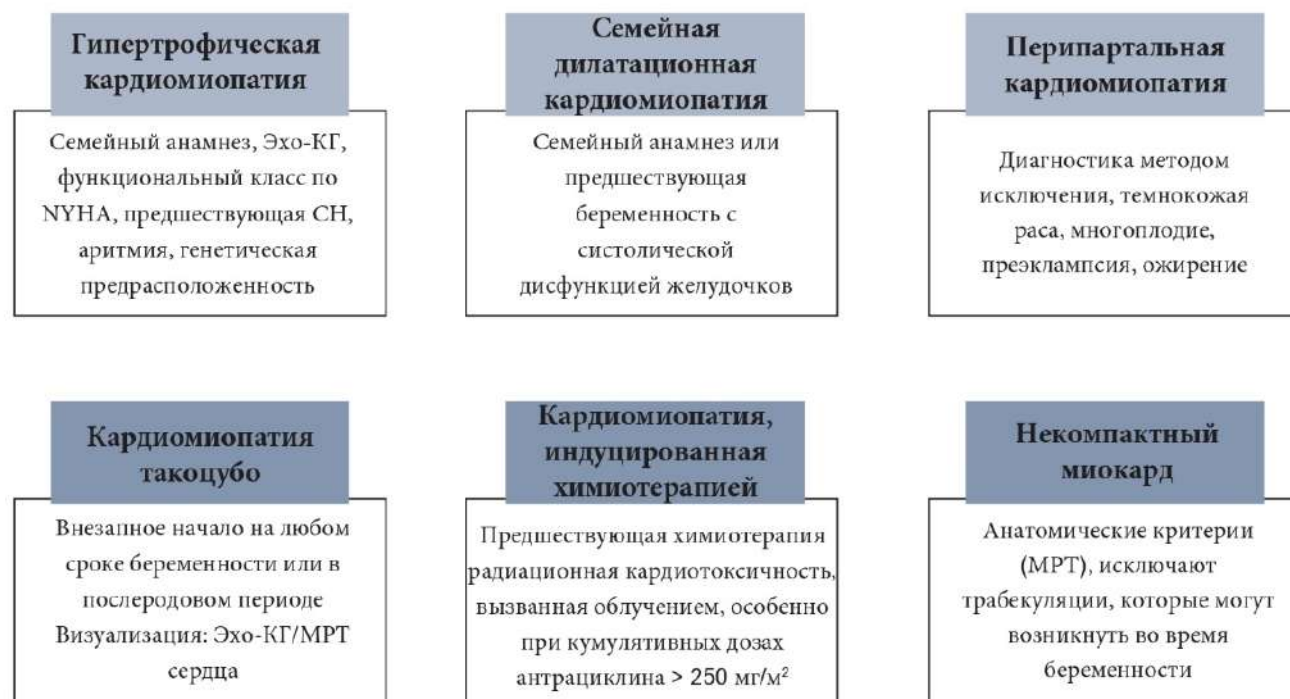 Гипертрофическая
кардиомиопатия
Семейный анамнез, Эхо-КГ,
функциональный класс по
NYHA, предшествующая СН,
аритмия, генетическая
предрасположенность
Семейная
дилатационная
кардиомиопатия
Семейный анамнез или
предшествующая
беременность с
систолической
дисфункцией желудочков
Перипартальная
кардиомиопатия
Диагностика методом
исключения, темнокожая
раса, многоплодие,
преэклампсия, ожирение
Кардиомиопатия
такоцубо
Внезапное начало на любом
сроке беременности или в
послеродовом периоде
Визуализация: Эхо-КГ/МРТ
сердца
Кардиомиопатия,
индуцированная
химиотерапией
Предшествующая химиотерапия
радиационная кардиотоксичность,
вызванная облучением, особенно
при кумулятивных дозах
антрациклина > 250 мг/м²
Некомпактный
миокард
Анатомические критерии
(МРТ), исключают
трабекуляции, которые могут
возникнуть во время
беременности